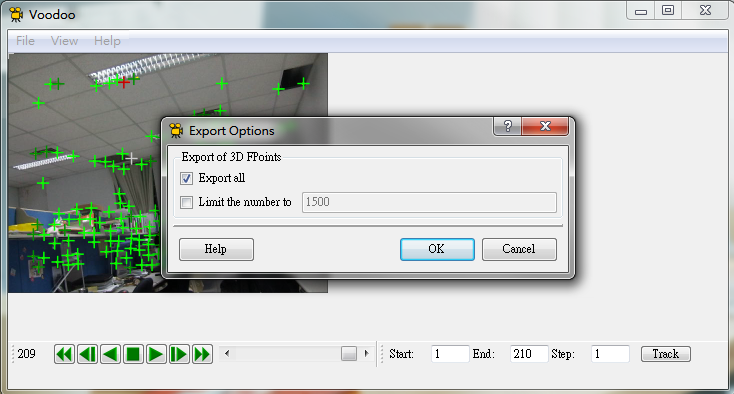 Voodoo
File View Help
Export Options
Export of 3D FPoints
Export all
Limit the number to 1500
Help OK Cancel
209 Start: 1 End: 210 Step: 1 Track